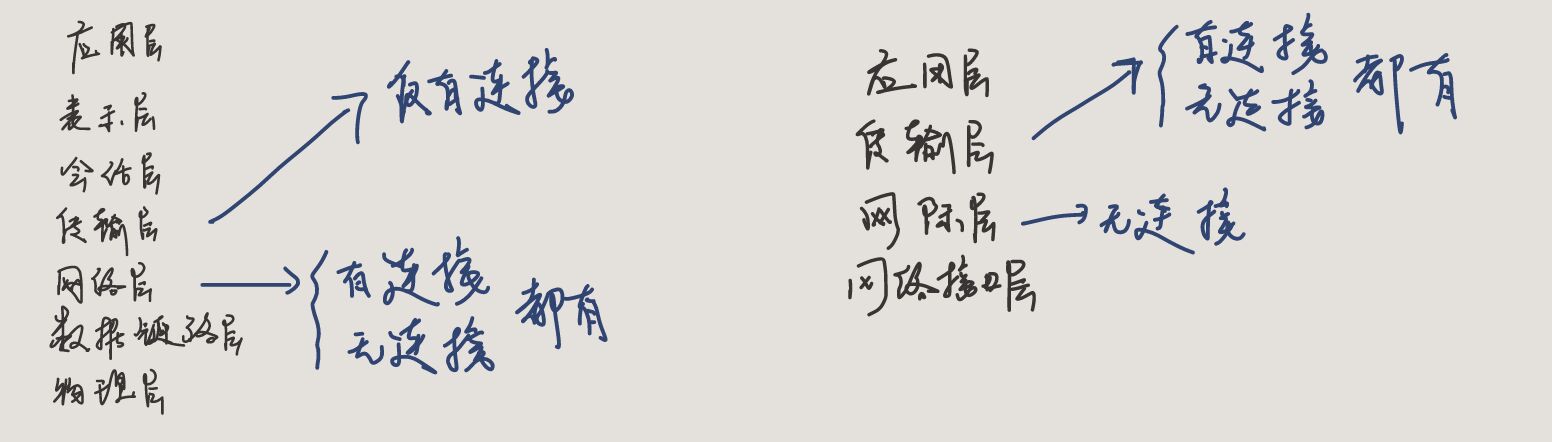 应用层
表示层
会话层
传输层
网络层
数据链路层
物理层
仅有连接
有连接
无连接
都有
应用层
传输层
网际层
网络接口层
有连接
无连接
都有
无连接